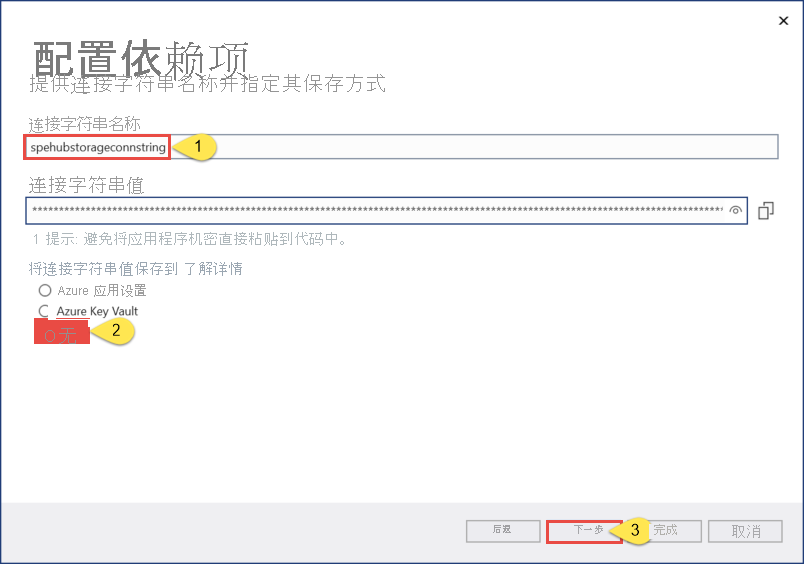 配置依赖项
提供连接字符串名称并指定其保存方式
连接字符串名称
spehubstorageconnstring
1
连接字符串值
1 提示: 避免将应用程序机密直接粘贴到代码中。
将连接字符串值保存到 了解详情
Azure 应用设置
Azure Key Vault
无
2
后退
下一步
3
完成
取消